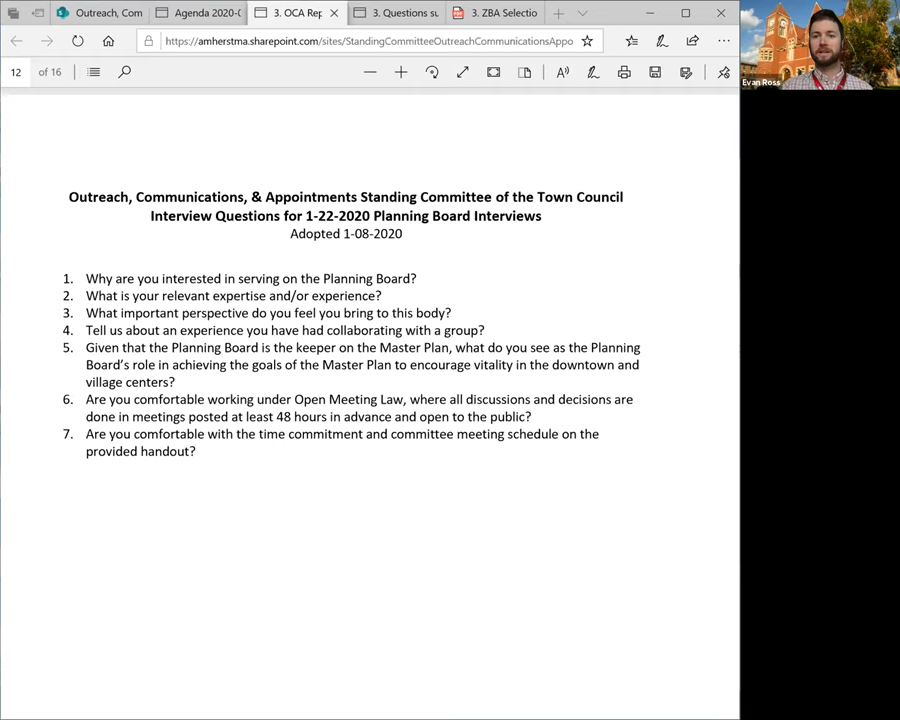 Outreach, Com
Agenda 2020-0
3. OCA Rep
3. Questions su
3. ZBA Selectio
https://amherstma.sharepoint.com/sites/StandingCommitteeOutreachCommunicationsAppo
12 of 16
Evan Ross
Outreach, Communications, & Appointments Standing Committee of the Town Council
Interview Questions for 1-22-2020 Planning Board Interviews
Adopted 1-08-2020
1. Why are you interested in serving on the Planning Board?
2. What is your relevant expertise and/or experience?
3. What important perspective do you feel you bring to this body?
4. Tell us about an experience you have had collaborating with a group?
5. Given that the Planning Board is the keeper on the Master Plan, what do you see as the Planning
Board's role in achieving the goals of the Master Plan to encourage vitality in the downtown and
village centers?
6. Are you comfortable working under Open Meeting Law, where all discussions and decisions are
done in meetings posted at least 48 hours in advance and open to the public?
7. Are you comfortable with the time commitment and committee meeting schedule on the
provided handout?